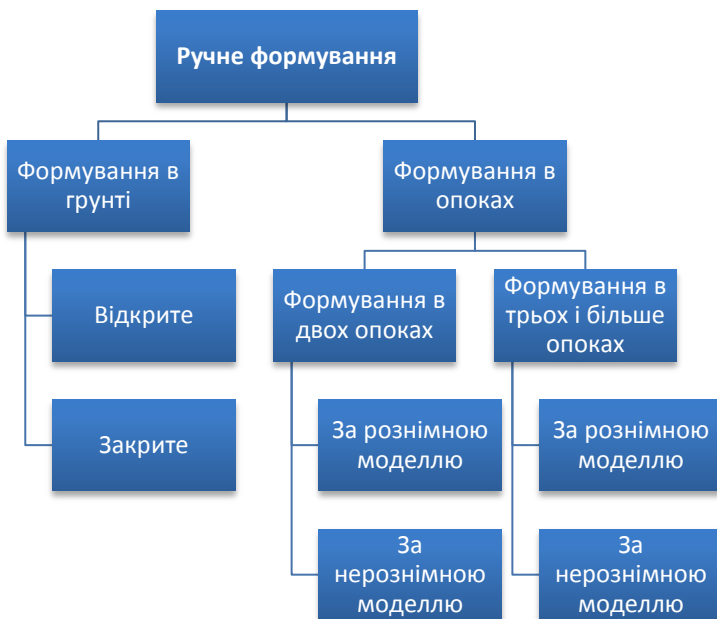 Ручне формування
Формування в
грунті
Формування в
опоках
Відкрите
Закрите
Формування в
двох опоках
Формування в
трьох і більше
опоках
За рознімною
моделлю
За
нерознімною
моделлю
За рознімною
моделлю
За
нерознімною
моделлю